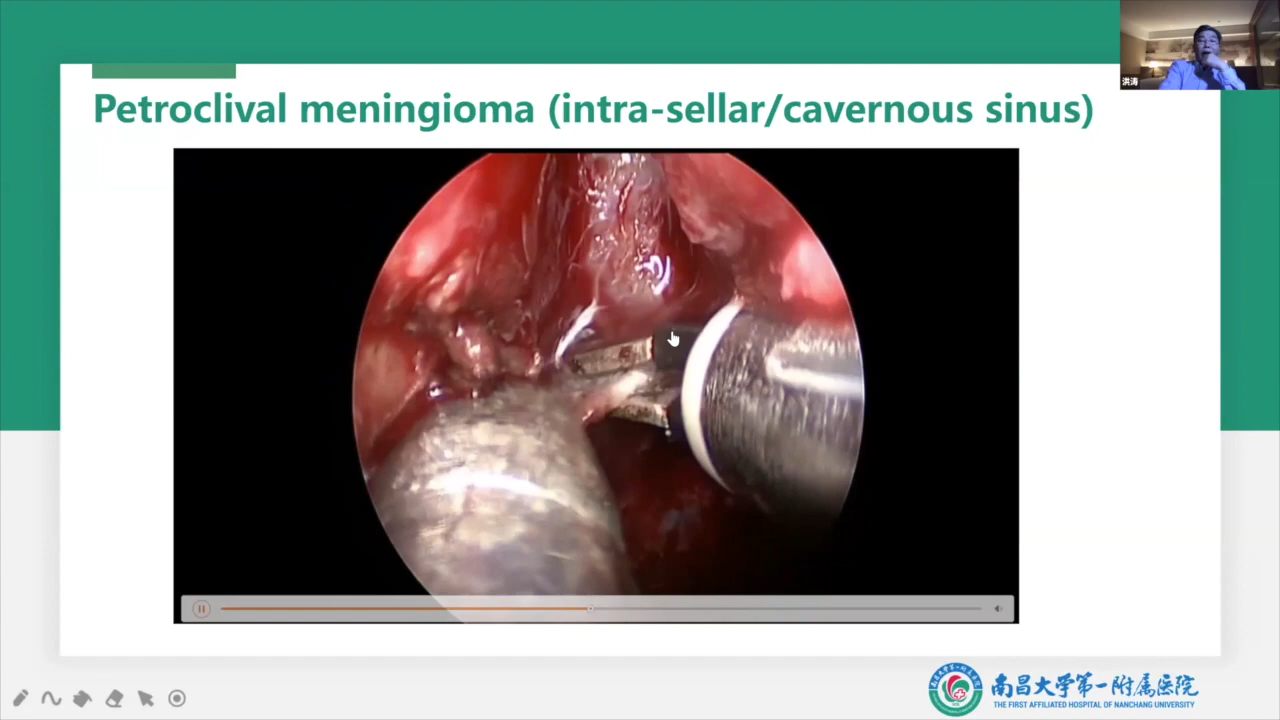 洪涛
Petroclival meningioma (intra-sellar/cavernous sinus)
南昌大学第一附属医院
THE FIRST AFFILIATED HOSPITAL OF NANCHANG UNIVERSITY